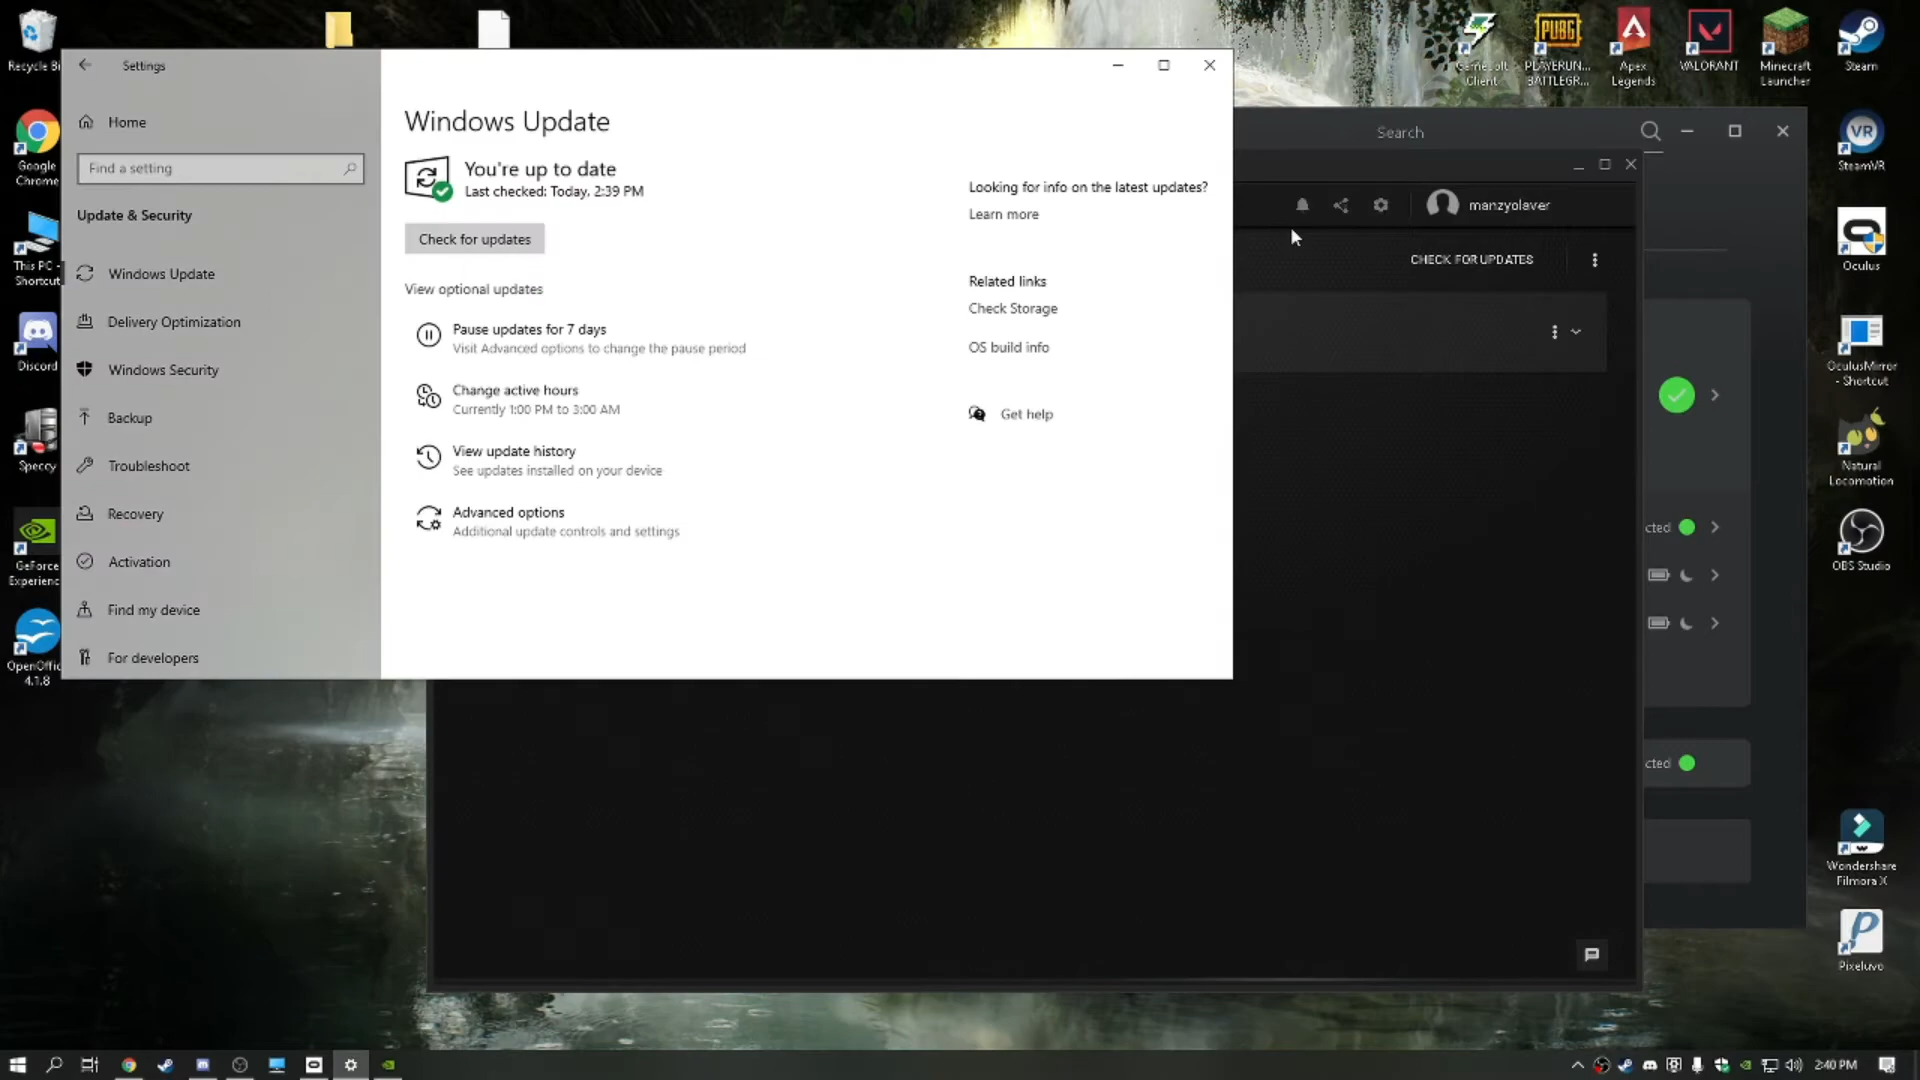 Recycle Bi
Google
Chrome
This PC -
Shortcut
Discord
Speccy
GeForce
Experienc
OpenOffic
4.1.8
Settings
Home
Find a setting
Update & Security
Windows Update
Delivery Optimization
Windows Security
Backup
Troubleshoot
Recovery
Activation
Find my device
For developers
Windows Update
You're up to date
Last checked: Today, 2:39 PM
Check for updates
View optional updates
Pause updates for 7 days
Visit Advanced options to change the pause period
Change active hours
Currently 1:00 PM to 3:00 AM
View update history
See updates installed on your device
Advanced options
Additional update controls and settings
Looking for info on the latest updates?
Learn more
Related links
Check Storage
OS build info
Get help
Search
manzyolaver
CHECK FOR UPDATES
cted
cted
Client
PUBG
PLAYERUN...
BATTLEGR...
Apex
Legends
VALORANT
Minecraft
Launcher
Steam
VR
SteamVR
Oculus
OculusMirror
- Shortcut
Natural
Locomotion
OBS Studio
Wondershare
Filmora X
Pixeluvo
2:40 PM